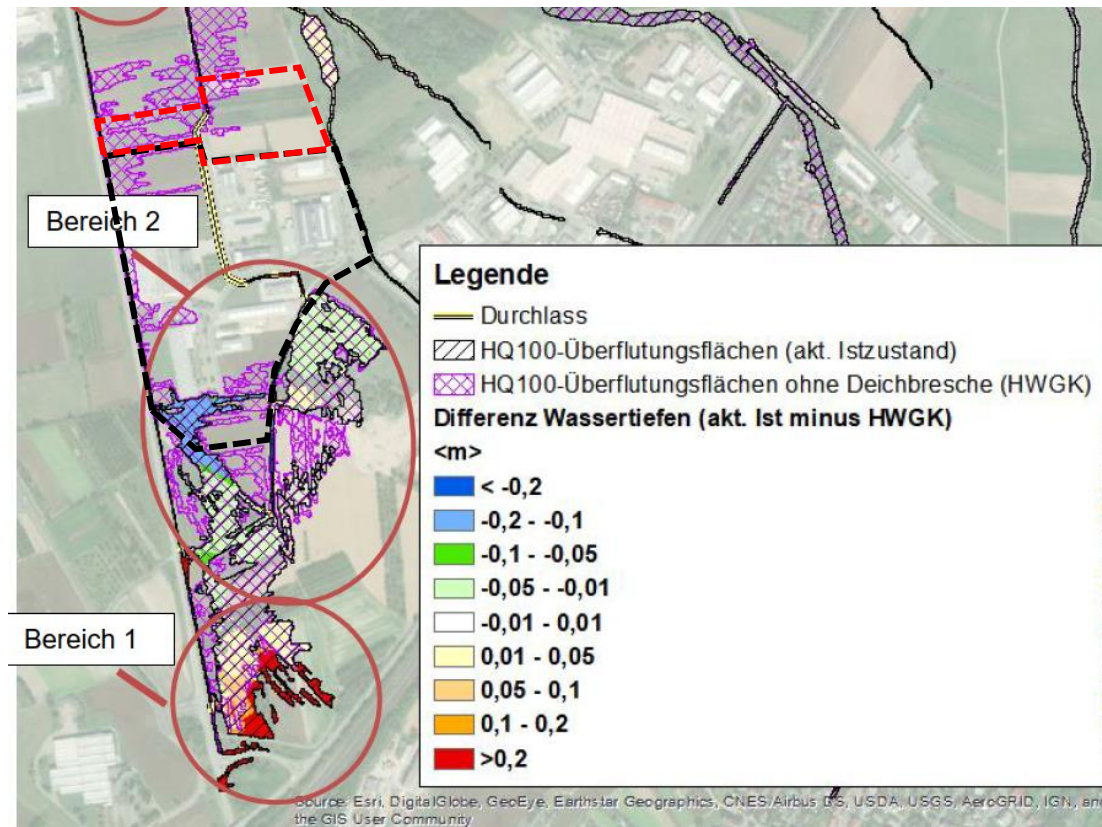 Bereich 2
Legende
Durchlass
HQ100-Überflutungsflächen (akt. Istzustand)
HQ100-Überflutungsflächen ohne Deichbresche (HWGK)
Differenz Wassertiefen (akt. Ist minus HWGK)
<m>
< -0,2
-0,2 - -0,1
-0,1 - -0,05
-0,05 - -0,01
-0,01 - 0,01
0,01 - 0,05
0,05 - 0,1
0,1 - 0,2
>0,2
Bereich 1
Source: Esri, DigitalGlobe, GeoEye, Earthstar Geographics, CNES/Airbus DS, USDA, USGS, AeroGRID, IGN, and
the GIS User Community